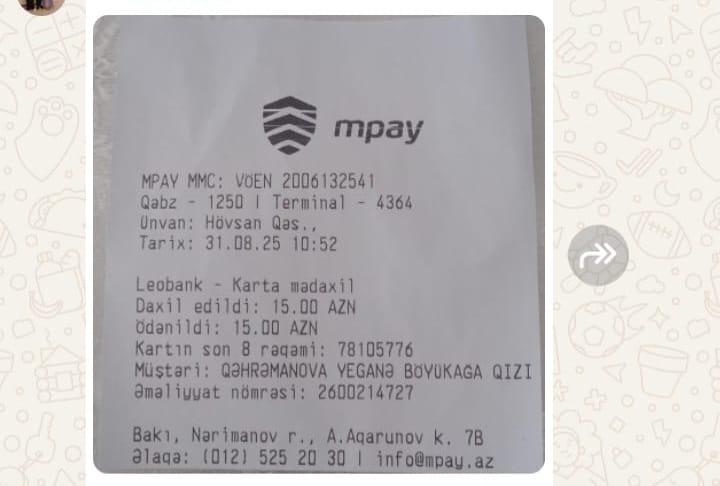 mpay
MPAY MMC: VÖEN 2006132541
Qəbz - 1250 | Terminal - 4364
Ünvan: Hövsan Qəs.,
Tarix: 31.08.25 10:52
Leobank - Karta mədaxil
Daxil edildi: 15.00 AZN
Ödənildi: 15.00 AZN
Kartın son 8 rəqəmi: 78105776
Müştəri: QƏHRƏMANOVA YEGANƏ BÖYÜKAGA QIZI
Əməliyyat nömrəsi: 2600214727
Bakı, Nərimanov r., A.Aqarunov k. 7B
Əlaqə: (012) 525 20 30 | info@mpay.az